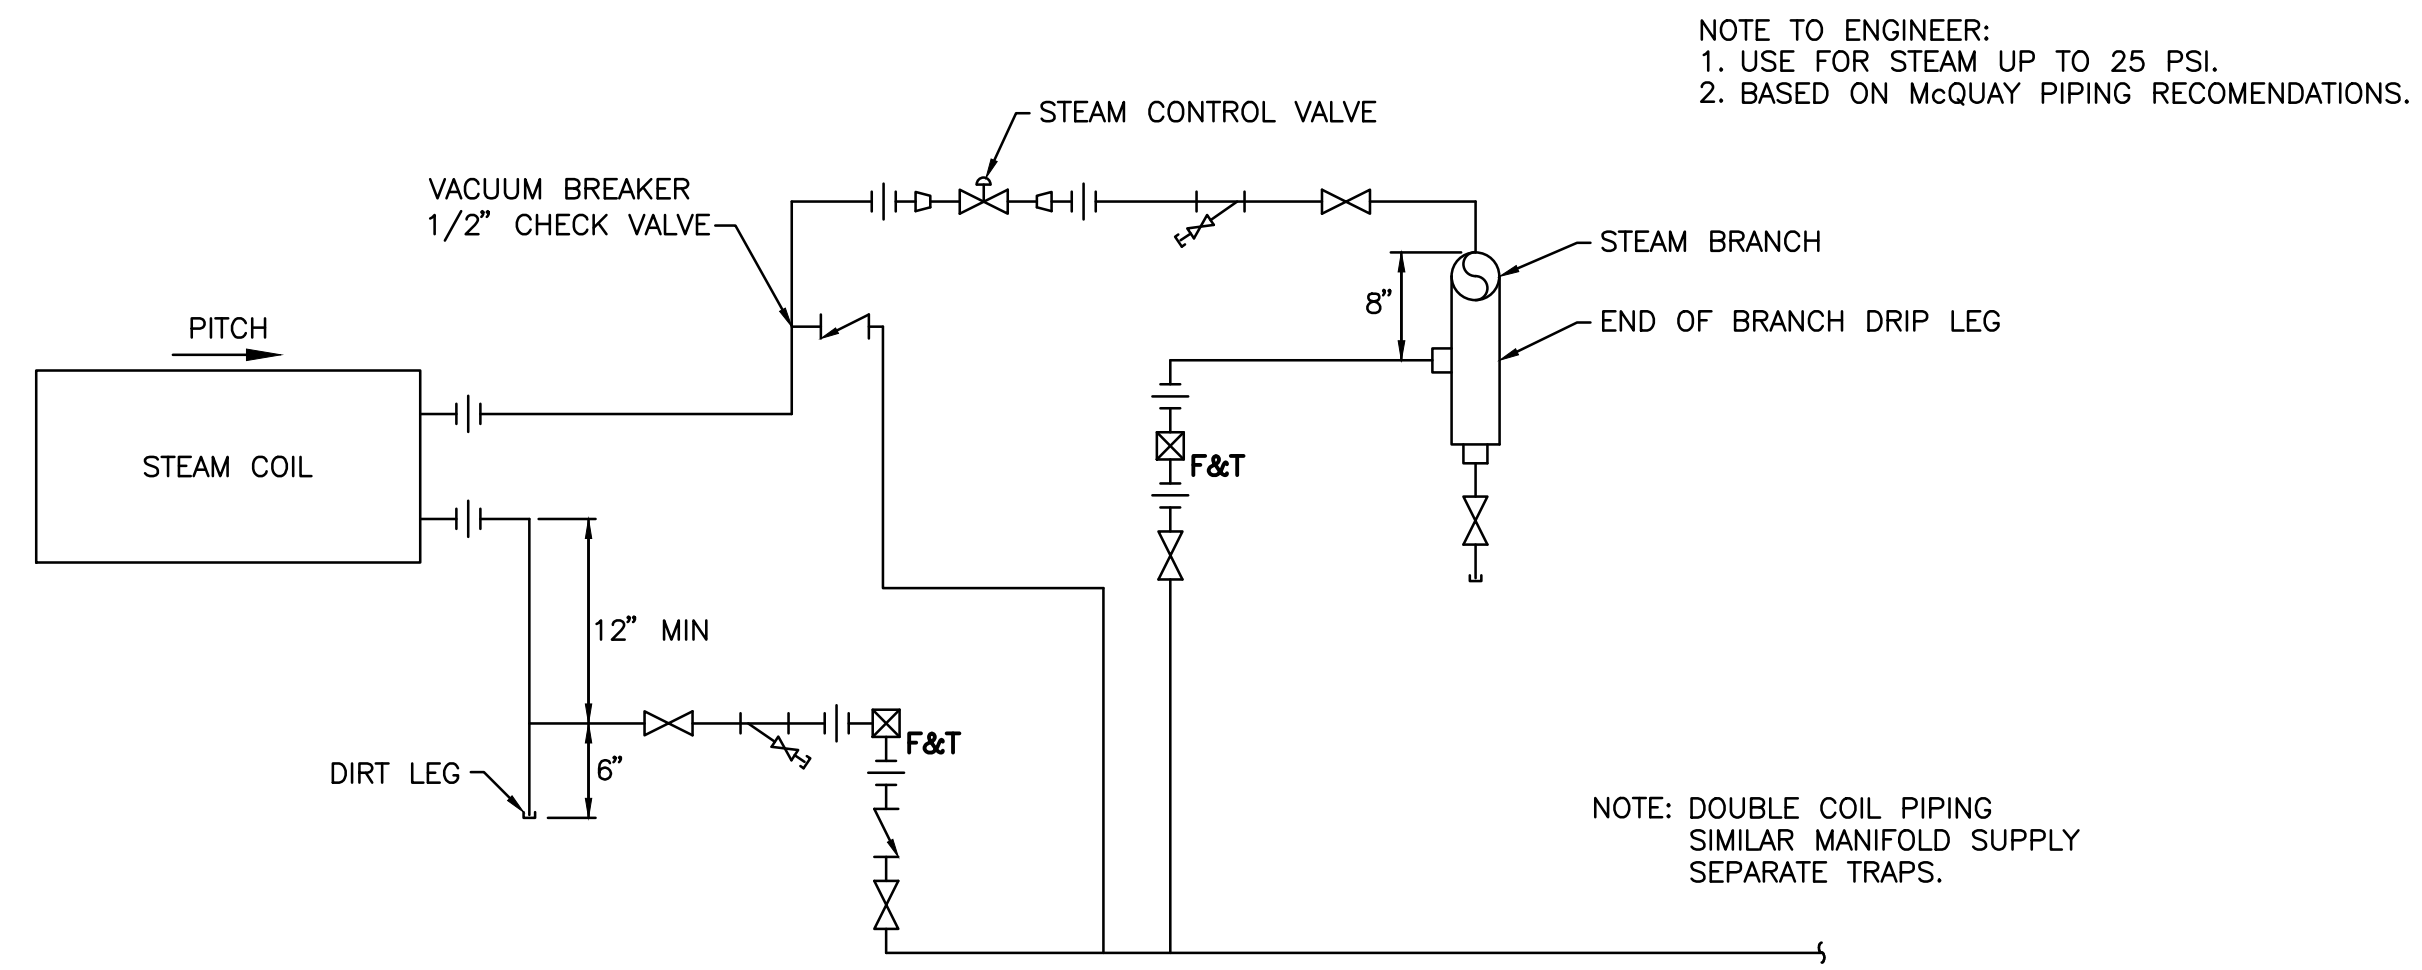 NOTE TO ENGINEER:
1. USE FOR STEAM UP TO 25 PSI.
2. BASED ON McQUAY PIPING RECOMENDATIONS.
STEAM CONTROL VALVE
VACUUM BREAKER
1/2” CHECK VALVE
STEAM BRANCH
8”
END OF BRANCH DRIP LEG
PITCH
STEAM COIL
F&T
12” MIN
F&T
DIRT LEG
6”
NOTE: DOUBLE COIL PIPING
SIMILAR MANIFOLD SUPPLY
SEPARATE TRAPS.